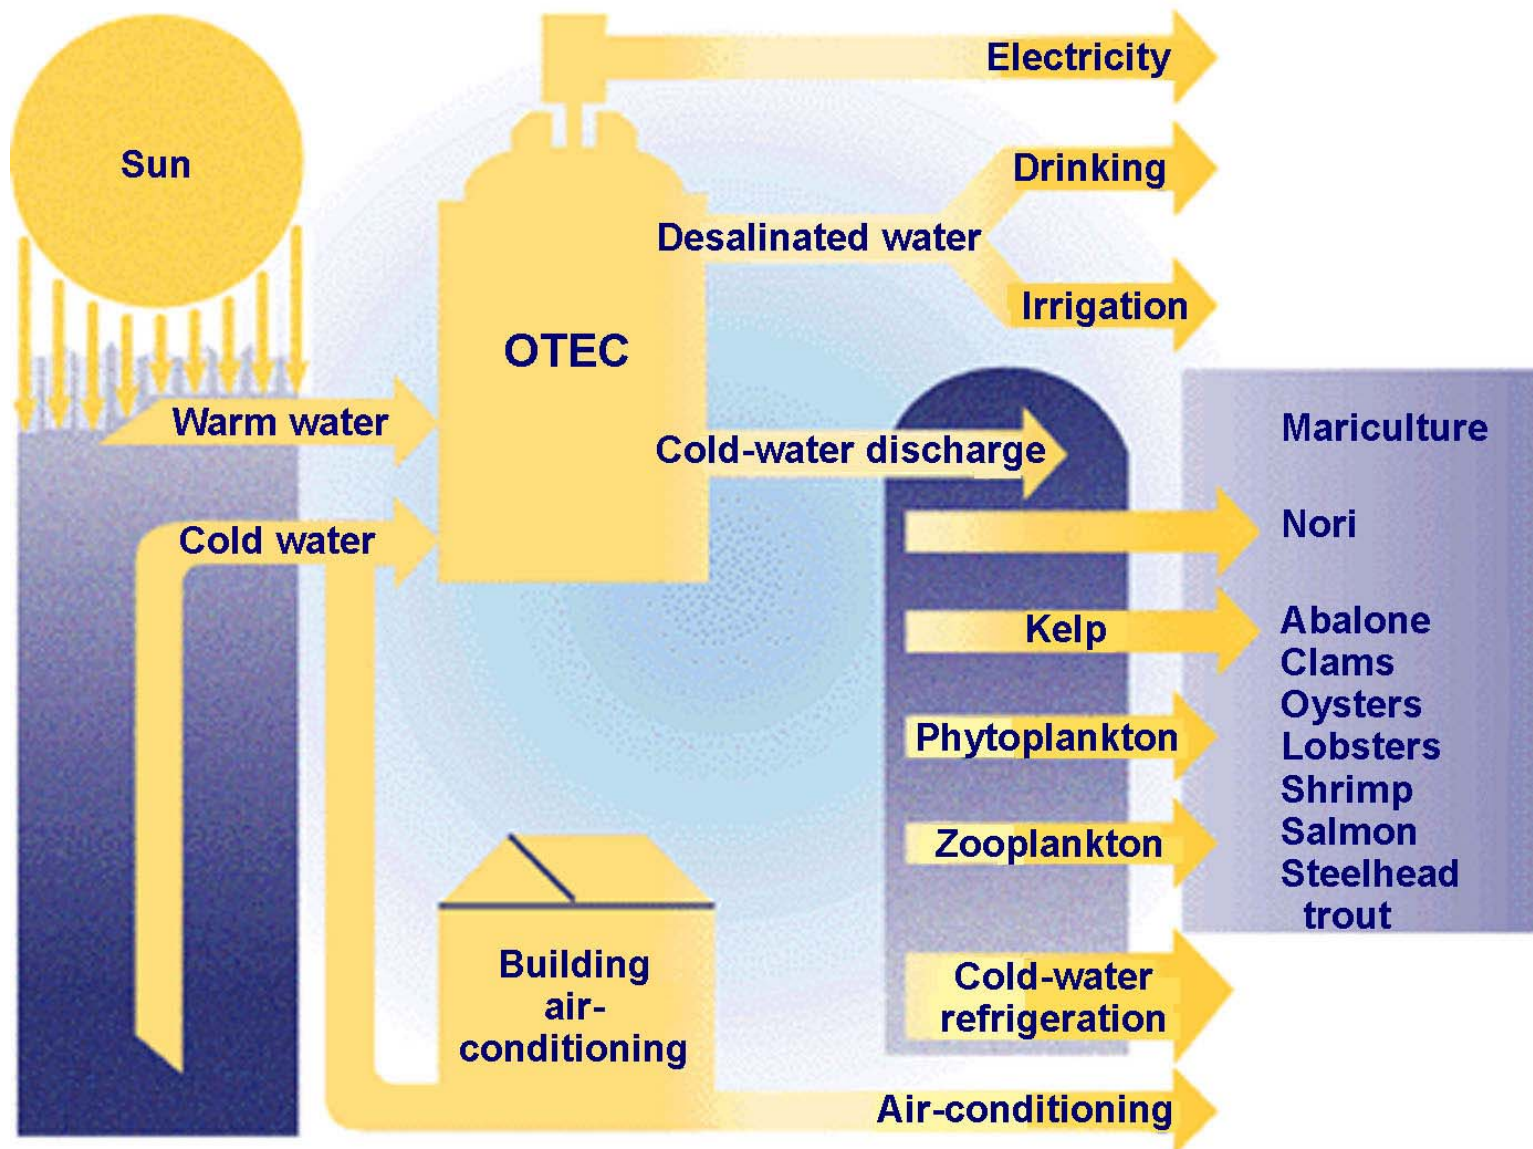 Electricity
Sun
Drinking
Desalinated water
Irrigation
OTEC
Warm water
Cold-water discharge
Mariculture
Cold water
Nori
Kelp
Abalone
Clams
Oysters
Lobsters
Shrimp
Salmon
Steelhead
trout
Phytoplankton
Zooplankton
Building
air-
conditioning
Cold-water
refrigeration
Air-conditioning